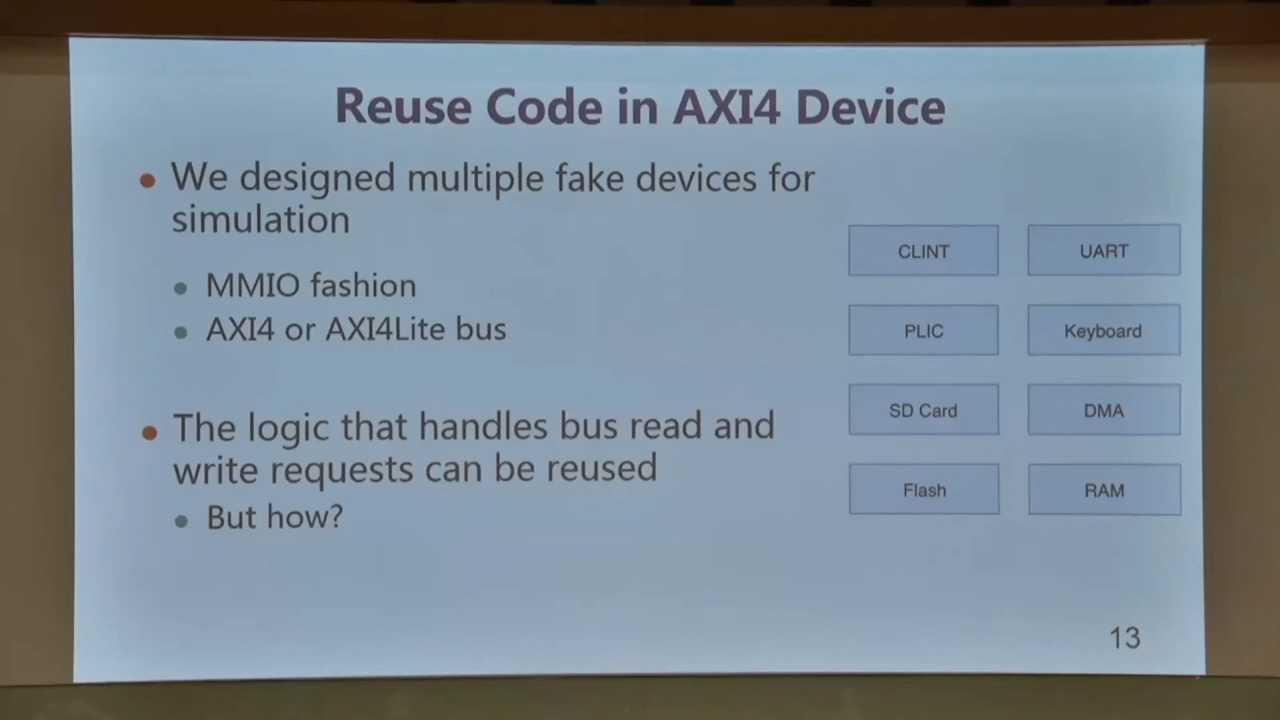 Reuse Code in AXI4 Device
• We designed multiple fake devices for
simulation
• MMIO fashion
• AXI4 or AXI4Lite bus
• The logic that handles bus read and
write requests can be reused
• But how?
CLINT
UART
PLIC
Keyboard
SD Card
DMA
Flash
RAM
13